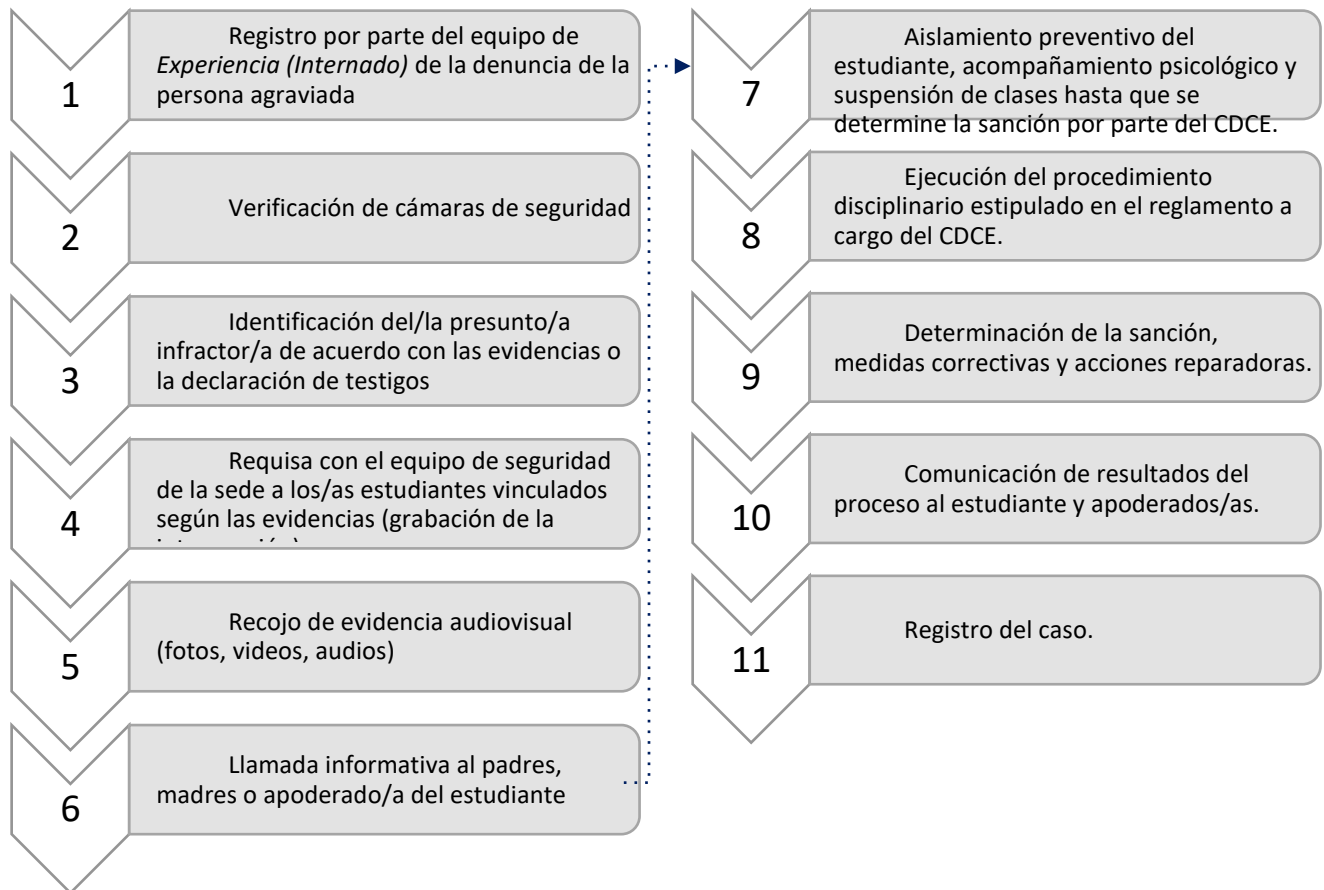 1
Registro por parte del equipo de
Experiencia (Internado) de la denuncia de la
persona agraviada
2
Verificación de cámaras de seguridad
3
Identificación del/la presunto/a
infractor/a de acuerdo con las evidencias o
la declaración de testigos
4
Requisa con el equipo de seguridad
de la sede a los/as estudiantes vinculados
según las evidencias (grabación de la
5
Recojo de evidencia audiovisual
(fotos, videos, audios)
6
Llamada informativa al padres,
madres o apoderado/a del estudiante
7
Aislamiento preventivo del
estudiante, acompañamiento psicológico y
suspensión de clases hasta que se
determine la sanción por parte del CDCE.
8
Ejecución del procedimiento
disciplinario estipulado en el reglamento a
cargo del CDCE.
9
Determinación de la sanción,
medidas correctivas y acciones reparadoras.
10
Comunicación de resultados del
proceso al estudiante y apoderados/as.
11
Registro del caso.